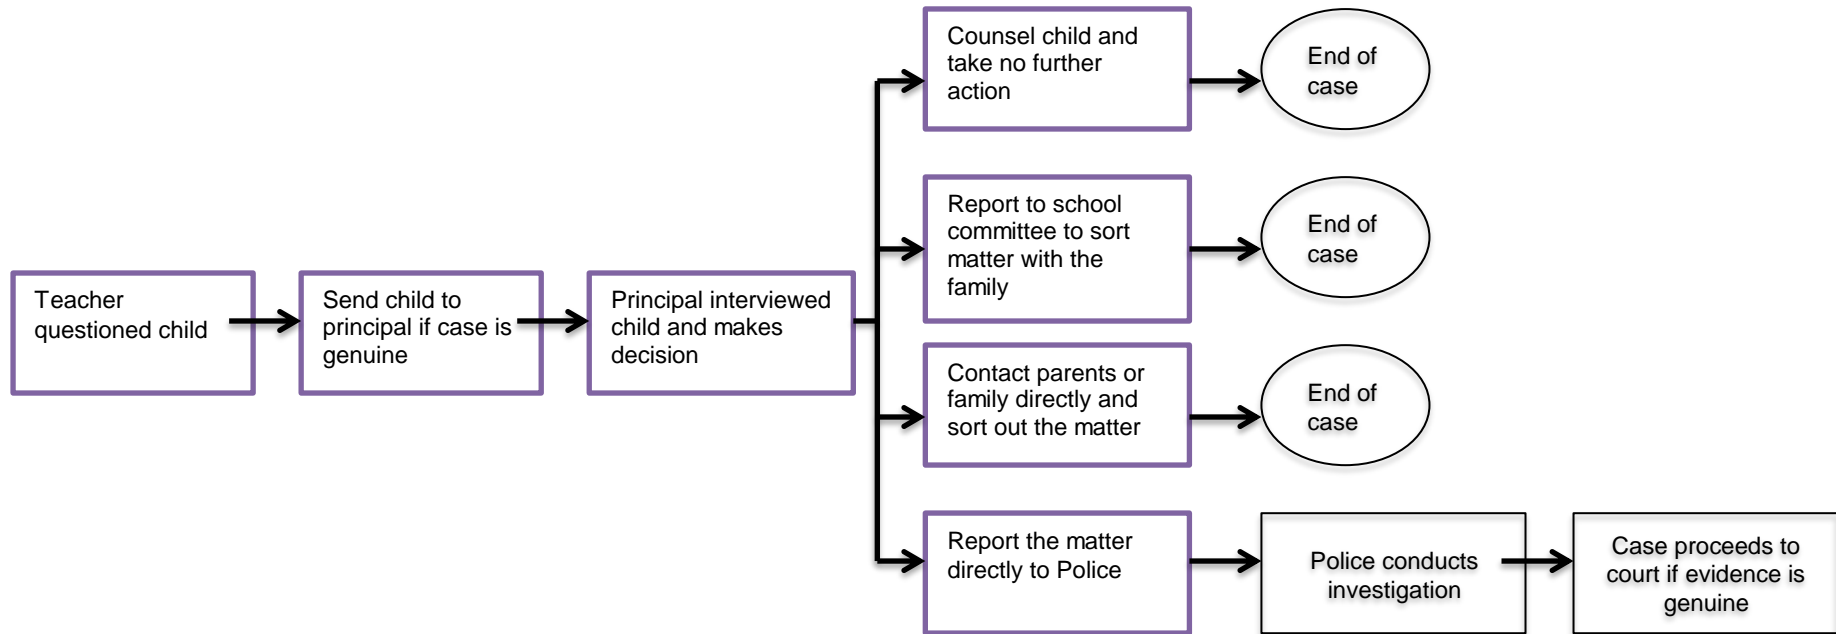 Teacher
questioned child
Send child to
principal if case is
genuine
Principal interviewed
child and makes
decision
Counsel child and
take no further
action
End of
case
Report to school
committee to sort
matter with the
family
End of
case
Contact parents or
family directly and
sort out the matter
End of
case
Report the matter
directly to Police
Police conducts
investigation
Case proceeds to
court if evidence is
genuine